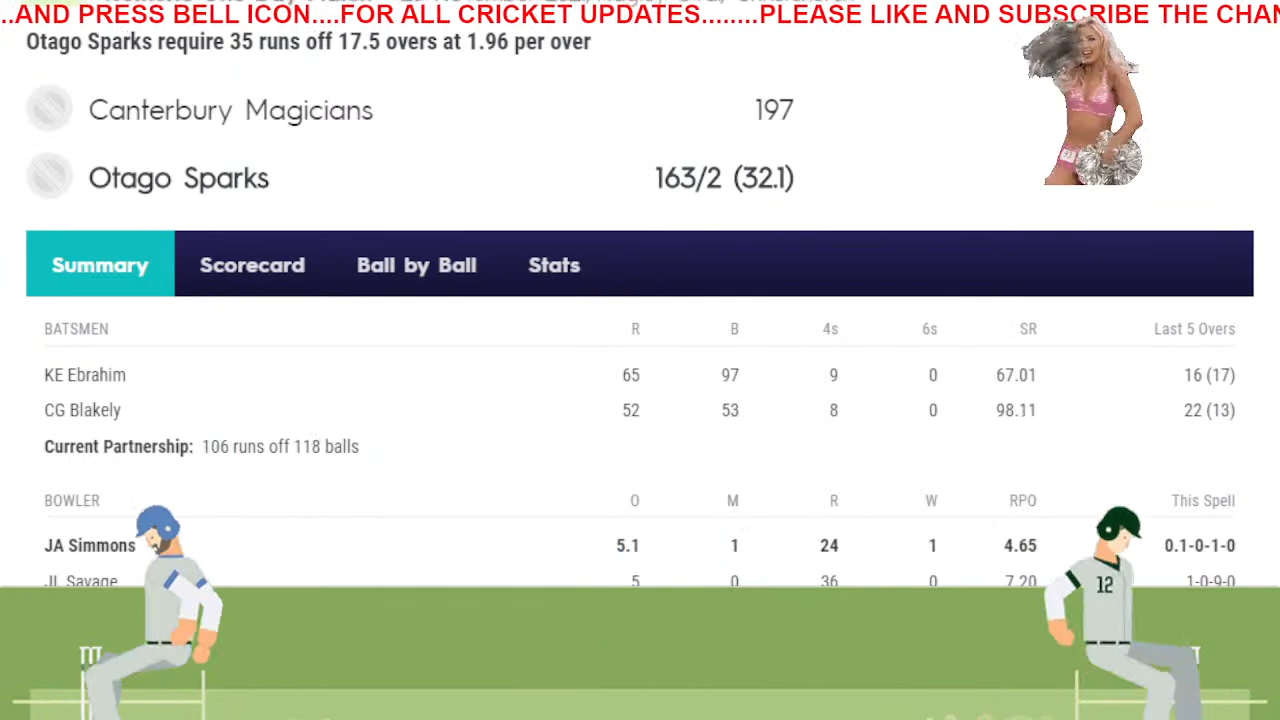 ...AND PRESS BELL ICON....FOR ALL CRICKET UPDATES........PLEASE LIKE AND SUBSCRIBE THE CHAN
Otago Sparks require 35 runs off 17.5 overs at 1.96 per over
Canterbury Magicians 197
Otago Sparks 163/2 (32.1)
Summary Scorecard Ball by Ball Stats
BATSMEN R B 4s 6s SR Last 5 Overs
KE Ebrahim 65 97 9 0 67.01 16 (17)
CG Blakely 52 53 8 0 98.11 22 (13)
Current Partnership: 106 runs off 118 balls
BOWLER O M R W RPO This Spell
JA Simmons 5.1 1 24 1 4.65 0.1-0-1-0
JL Savage 5 0 36 0 7.20 1-0-9-0
12